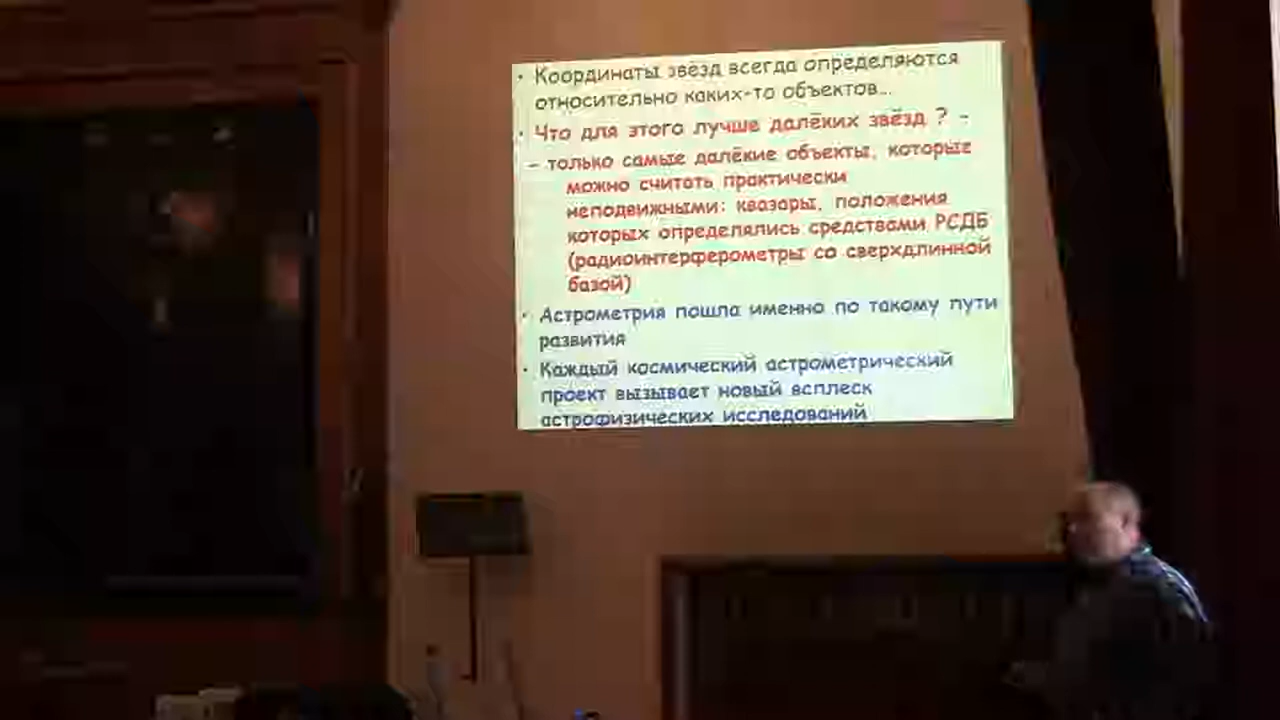 • Координаты звёзд всегда определяются
относительно каких-то объектов...
• Что для этого лучше далёких звёзд ? -
- только самые далёкие объекты, которые
можно считать практически
неподвижными: квазары, положения
которых определялись средствами РСДБ
(радиоинтерферометры со сверхдлинной
базой)
• Астрометрия пошла именно по такому пути
развития
• Каждый космический астрометрический
проект вызывает новый всплеск
астрофизических исследований